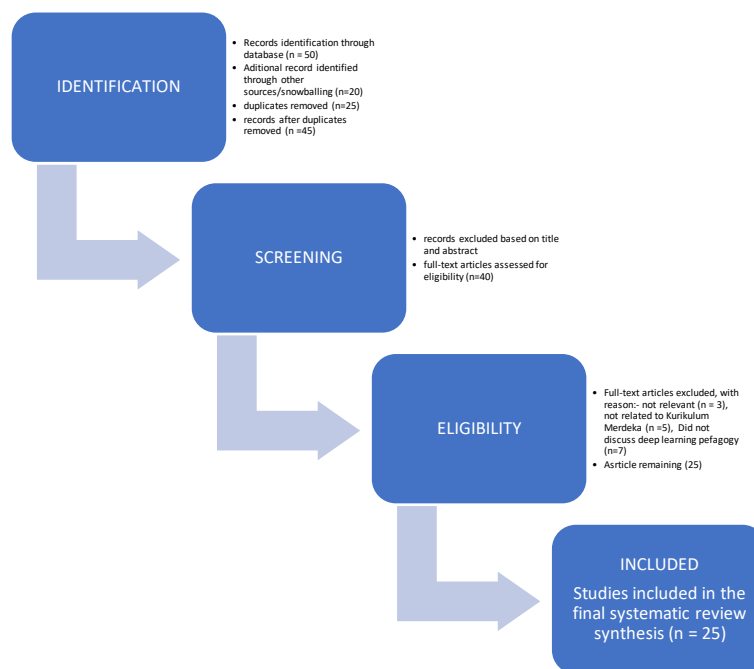 IDENTIFICATION
• Records identification through
database (n = 50)
• Aditional record identified
through other
sources/snowballing (n=20)
• duplicates removed (n=25)
• records after duplicates
removed (n =45)
SCREENING
• records excluded based on title
and abstract
• full-text articles assessed for
eligibility (n=40)
ELIGIBILITY
• Full-text articles excluded, with
reason:- not relevant (n = 3),
not related to Kurikulum
Merdeka (n =5), Did not
discuss deep learning pefagogy
(n=7)
• Asrticle remaining (25)
INCLUDED
Studies included in the
final systematic review
synthesis (n = 25)